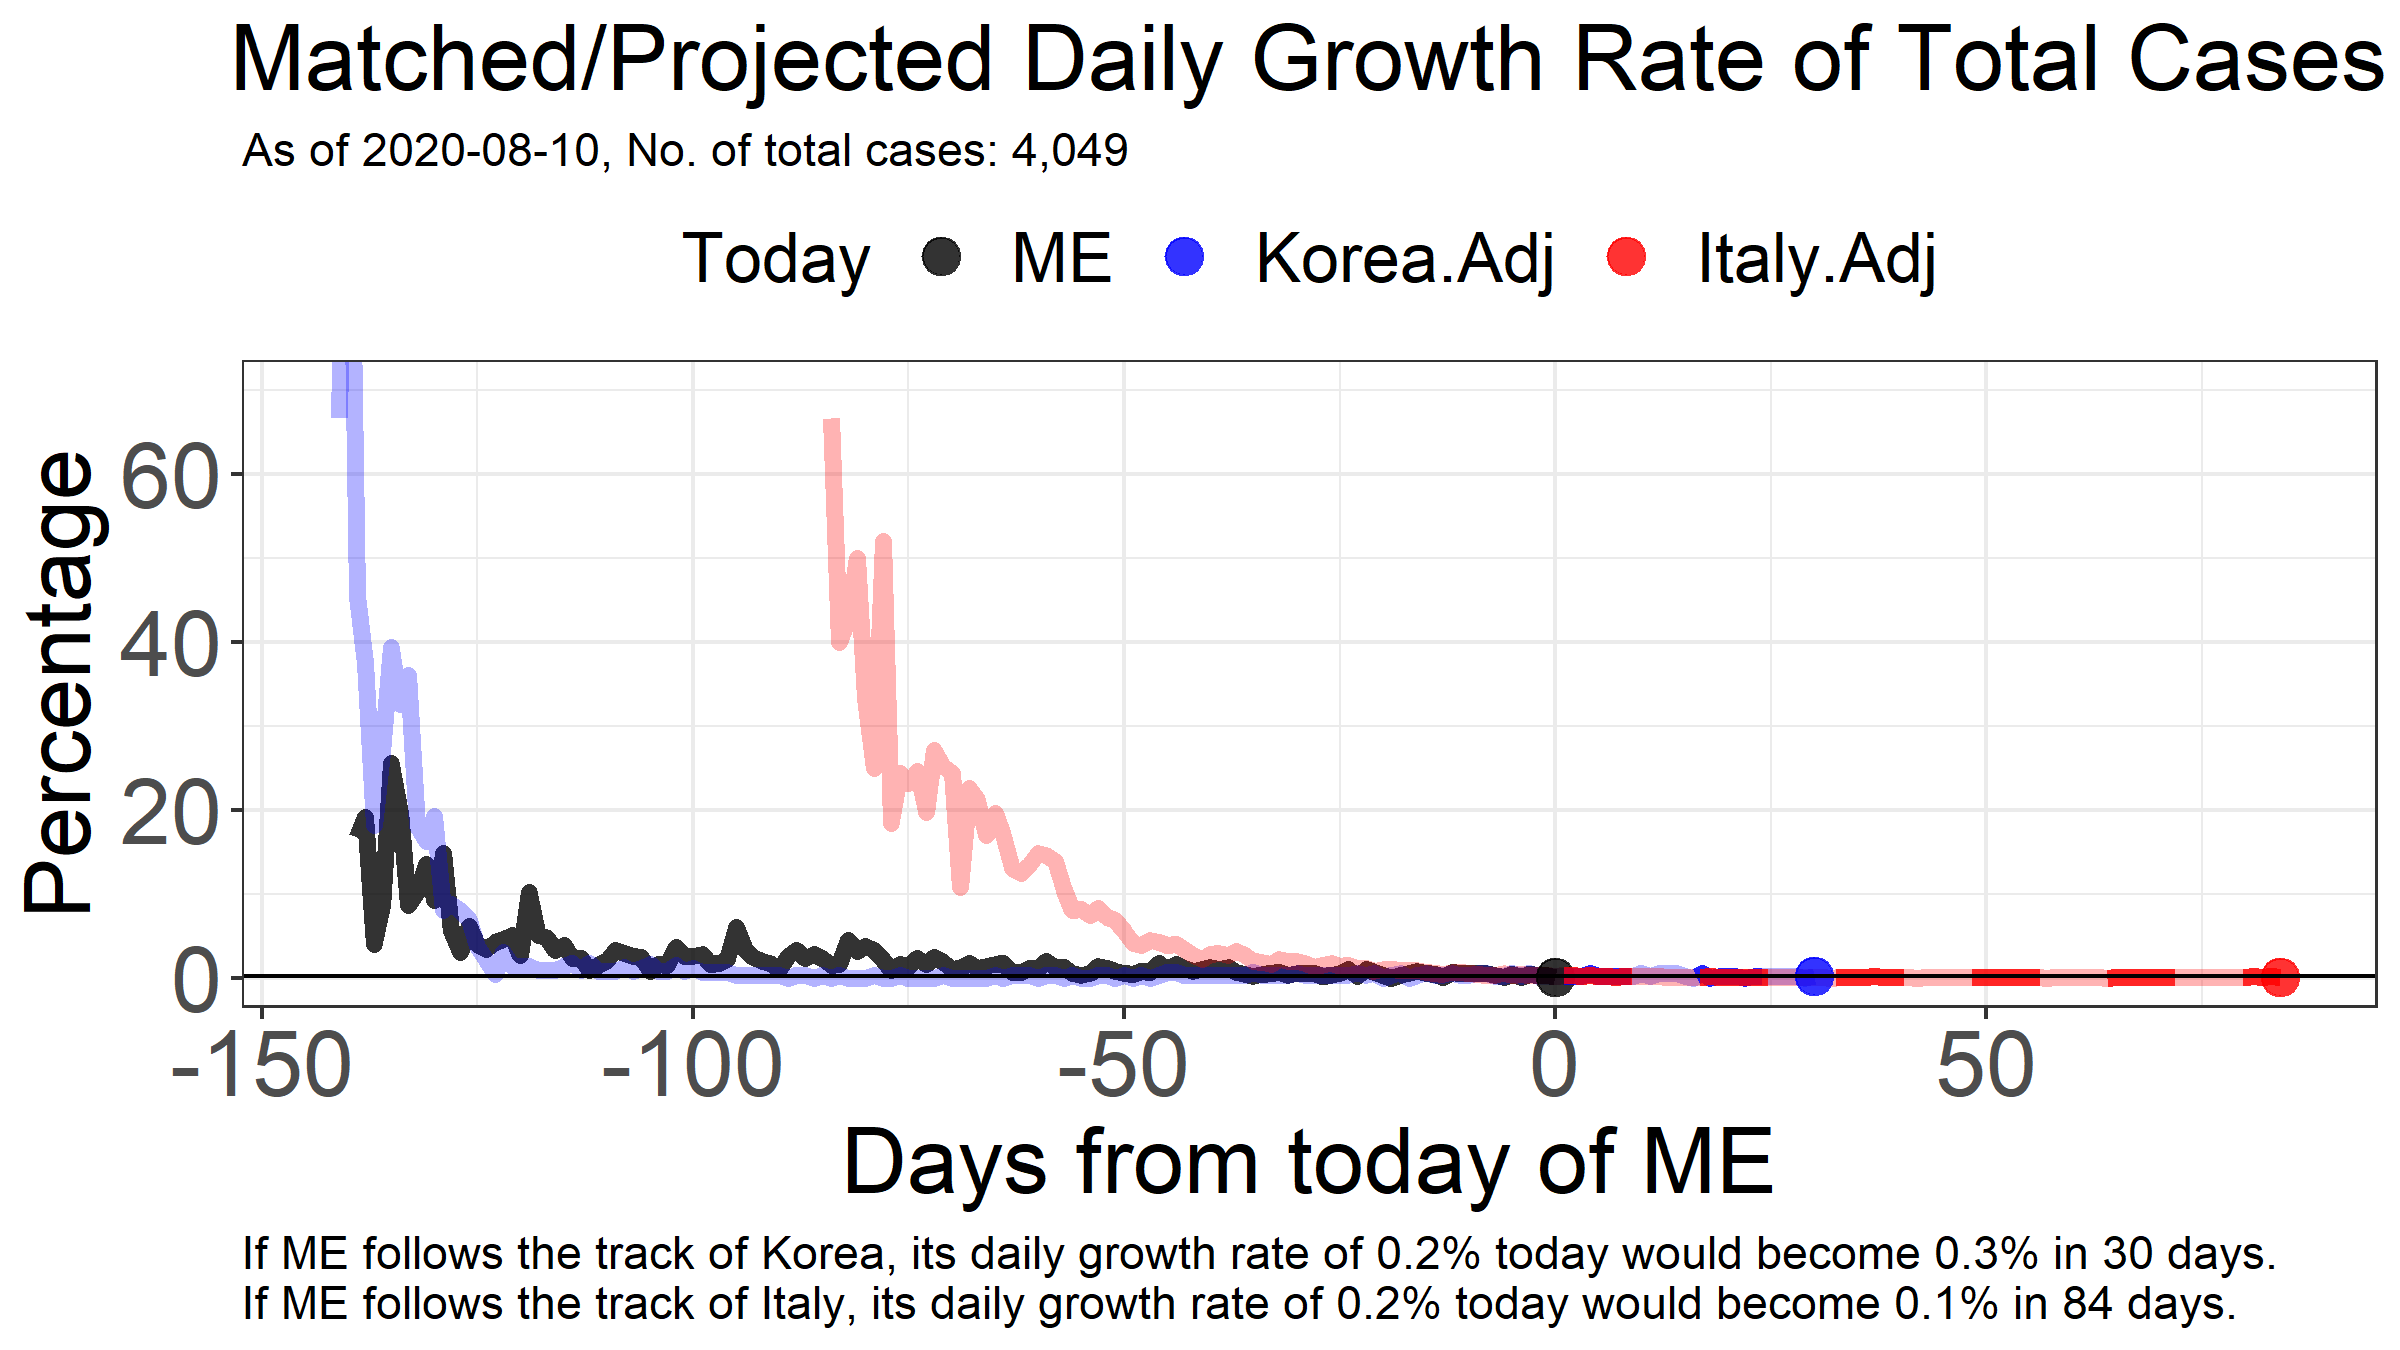 Matched/Projected Daily Growth Rate of Total Cases
As of 2020-08-10, No. of total cases: 4,049
Today ME Korea.Adj Italy.Adj
Percentage
60
40
20
0
-150 -100 -50 0 50
Days from today of ME
If ME follows the track of Korea, its daily growth rate of 0.2% today would become 0.3% in 30 days.
If ME follows the track of Italy, its daily growth rate of 0.2% today would become 0.1% in 84 days.